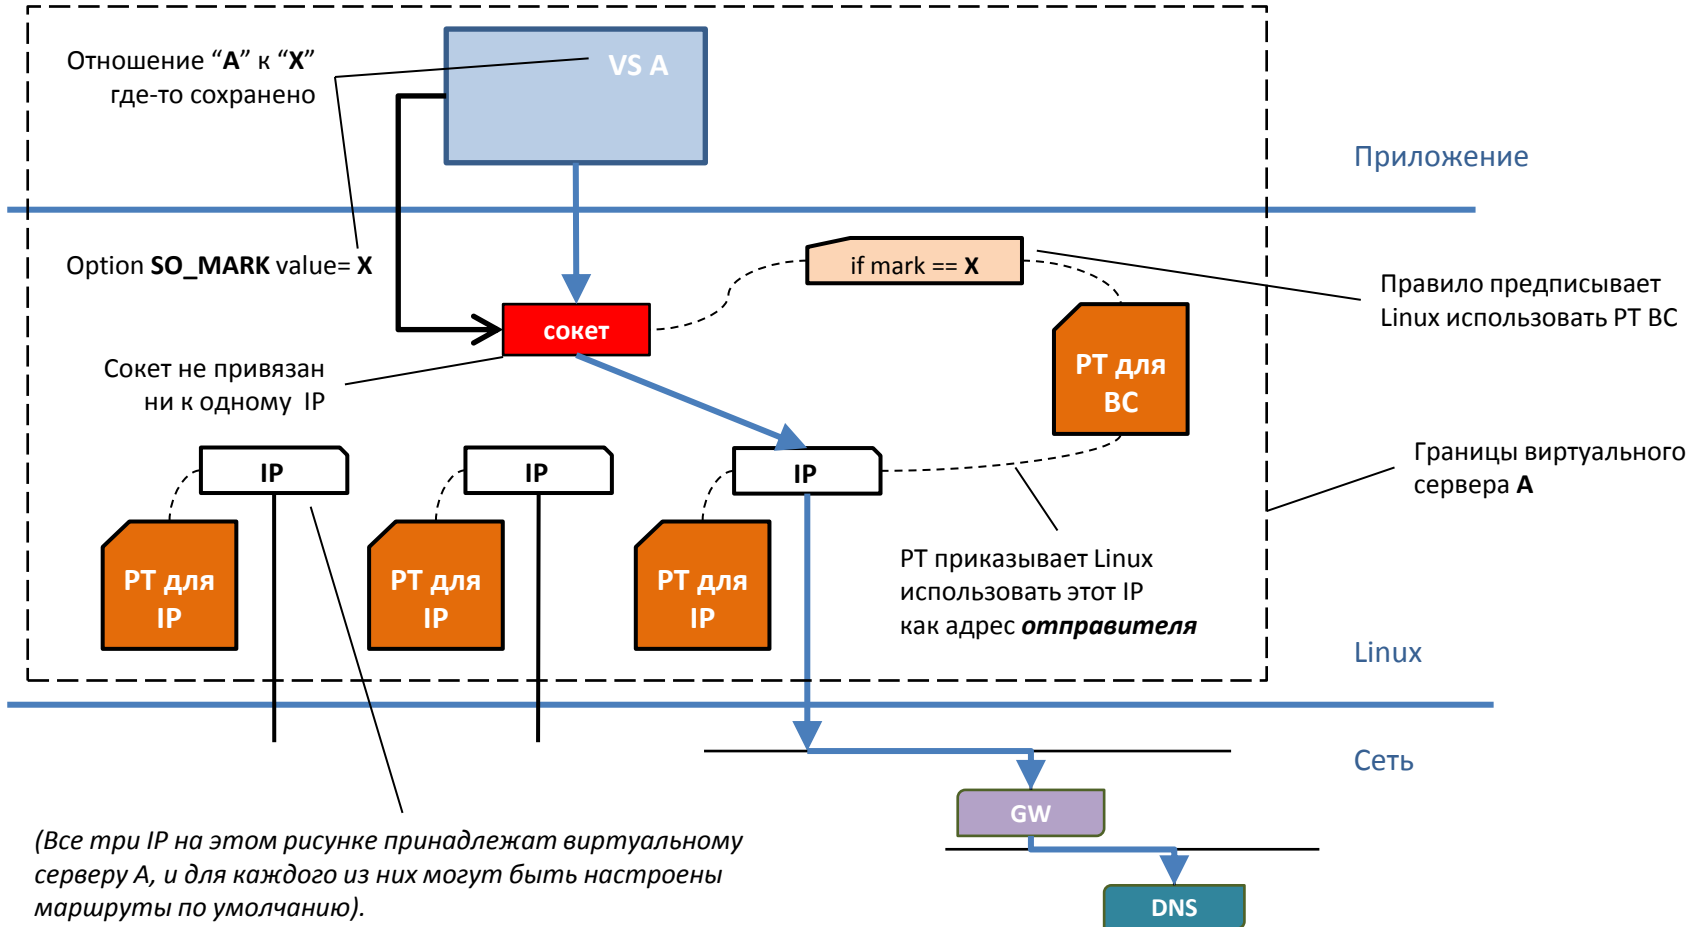 Отношение “A” к “X”
где-то сохранено
VS A
Приложение
Option SO_MARK value= X
if mark == X
Правило предписывает
Linux использовать РТ ВС
сокет
РТ для
ВС
Сокет не привязан
ни к одному IP
IP
IP
IP
Границы виртуального
сервера A
РТ для
IP
РТ для
IP
РТ для
IP
РТ приказывает Linux
использовать этот IP
как адрес отправителя
Linux
Сеть
GW
(Все три IP на этом рисунке принадлежат виртуальному
серверу А, и для каждого из них могут быть настроены
маршруты по умолчанию).
DNS